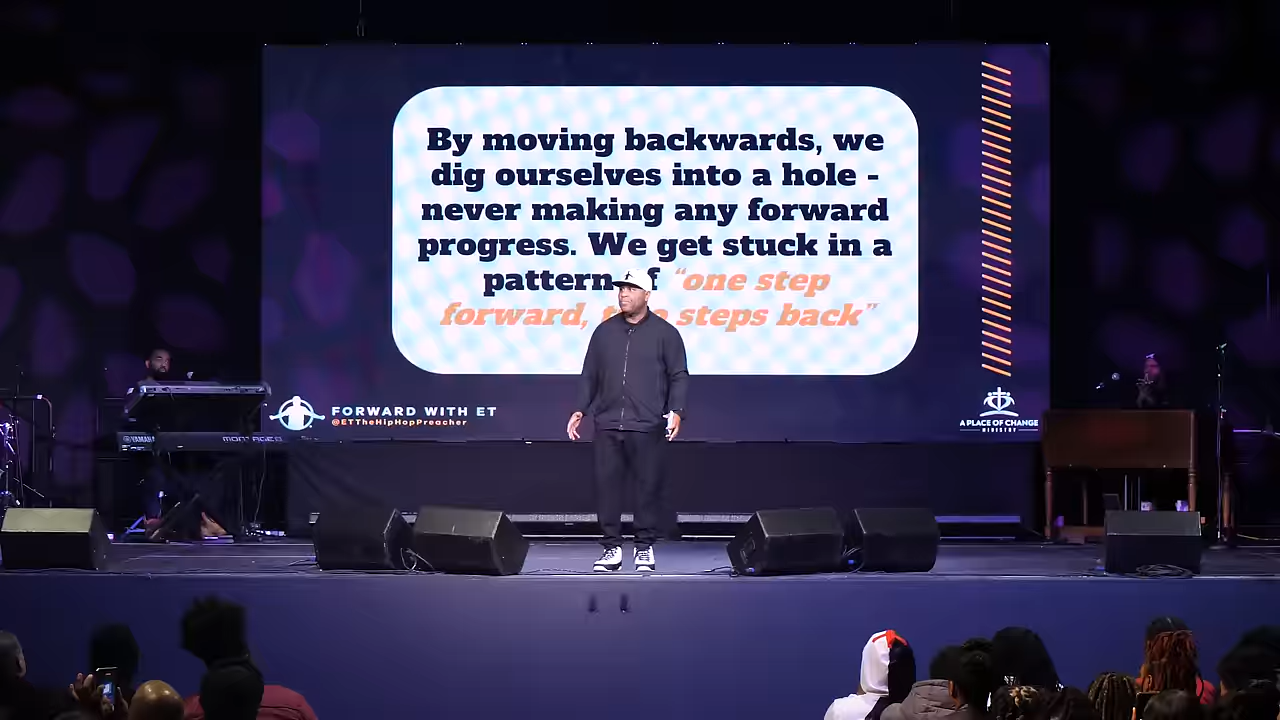 By moving backwards, we
dig ourselves into a hole -
never making any forward
progress. We get stuck in a
pattern f "one step
forward, steps back"
FORWARD WITH ET
@ETTheHipHopPreacher
A PLACE OF CHANGE
MINISTRY
YAMAHA